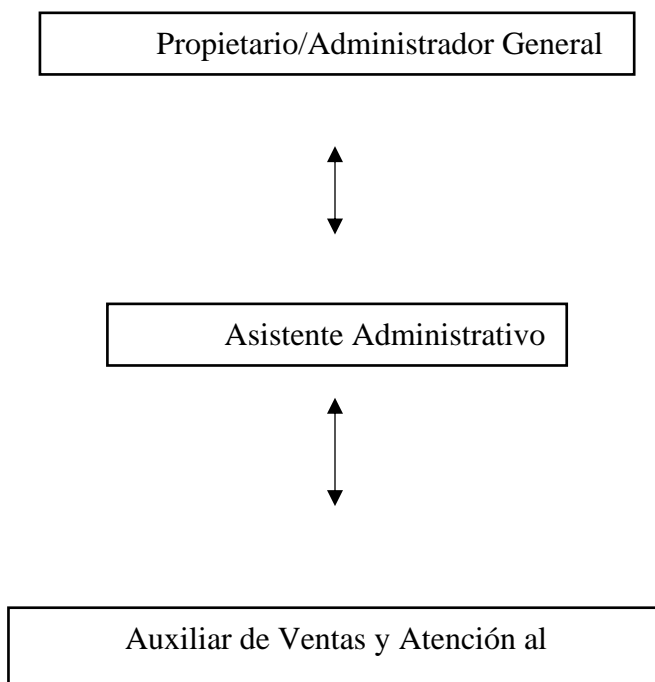 Propietario/Administrador General
Asistente Administrativo
Auxiliar de Ventas y Atención al